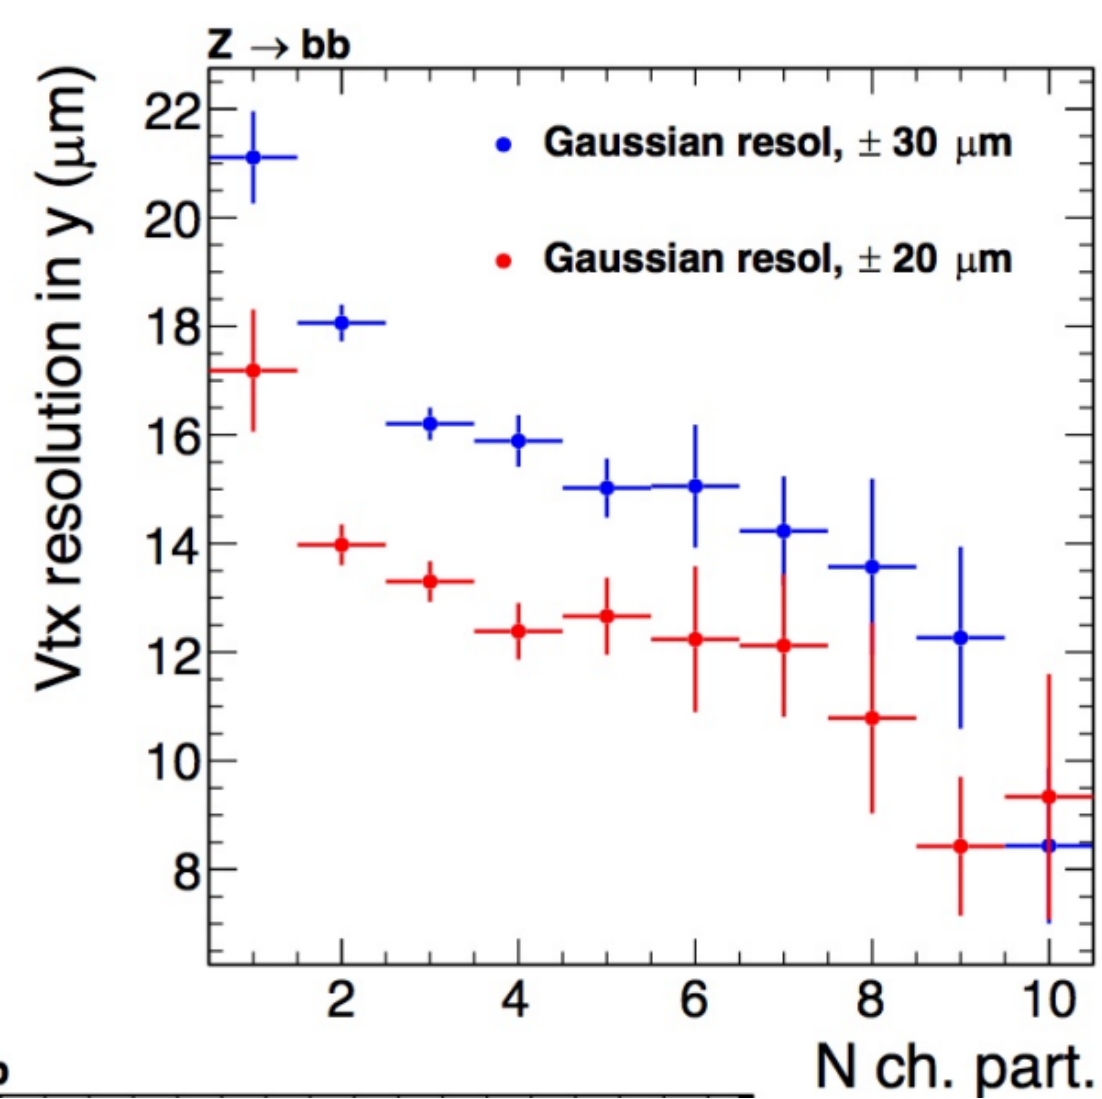 Z → bb
Vtx resolution in y (μm)
22
20
18
16
14
12
10
8
Gaussian resol, ± 30 μm
Gaussian resol, ± 20 μm
2 4 6 8 10
N ch. part.